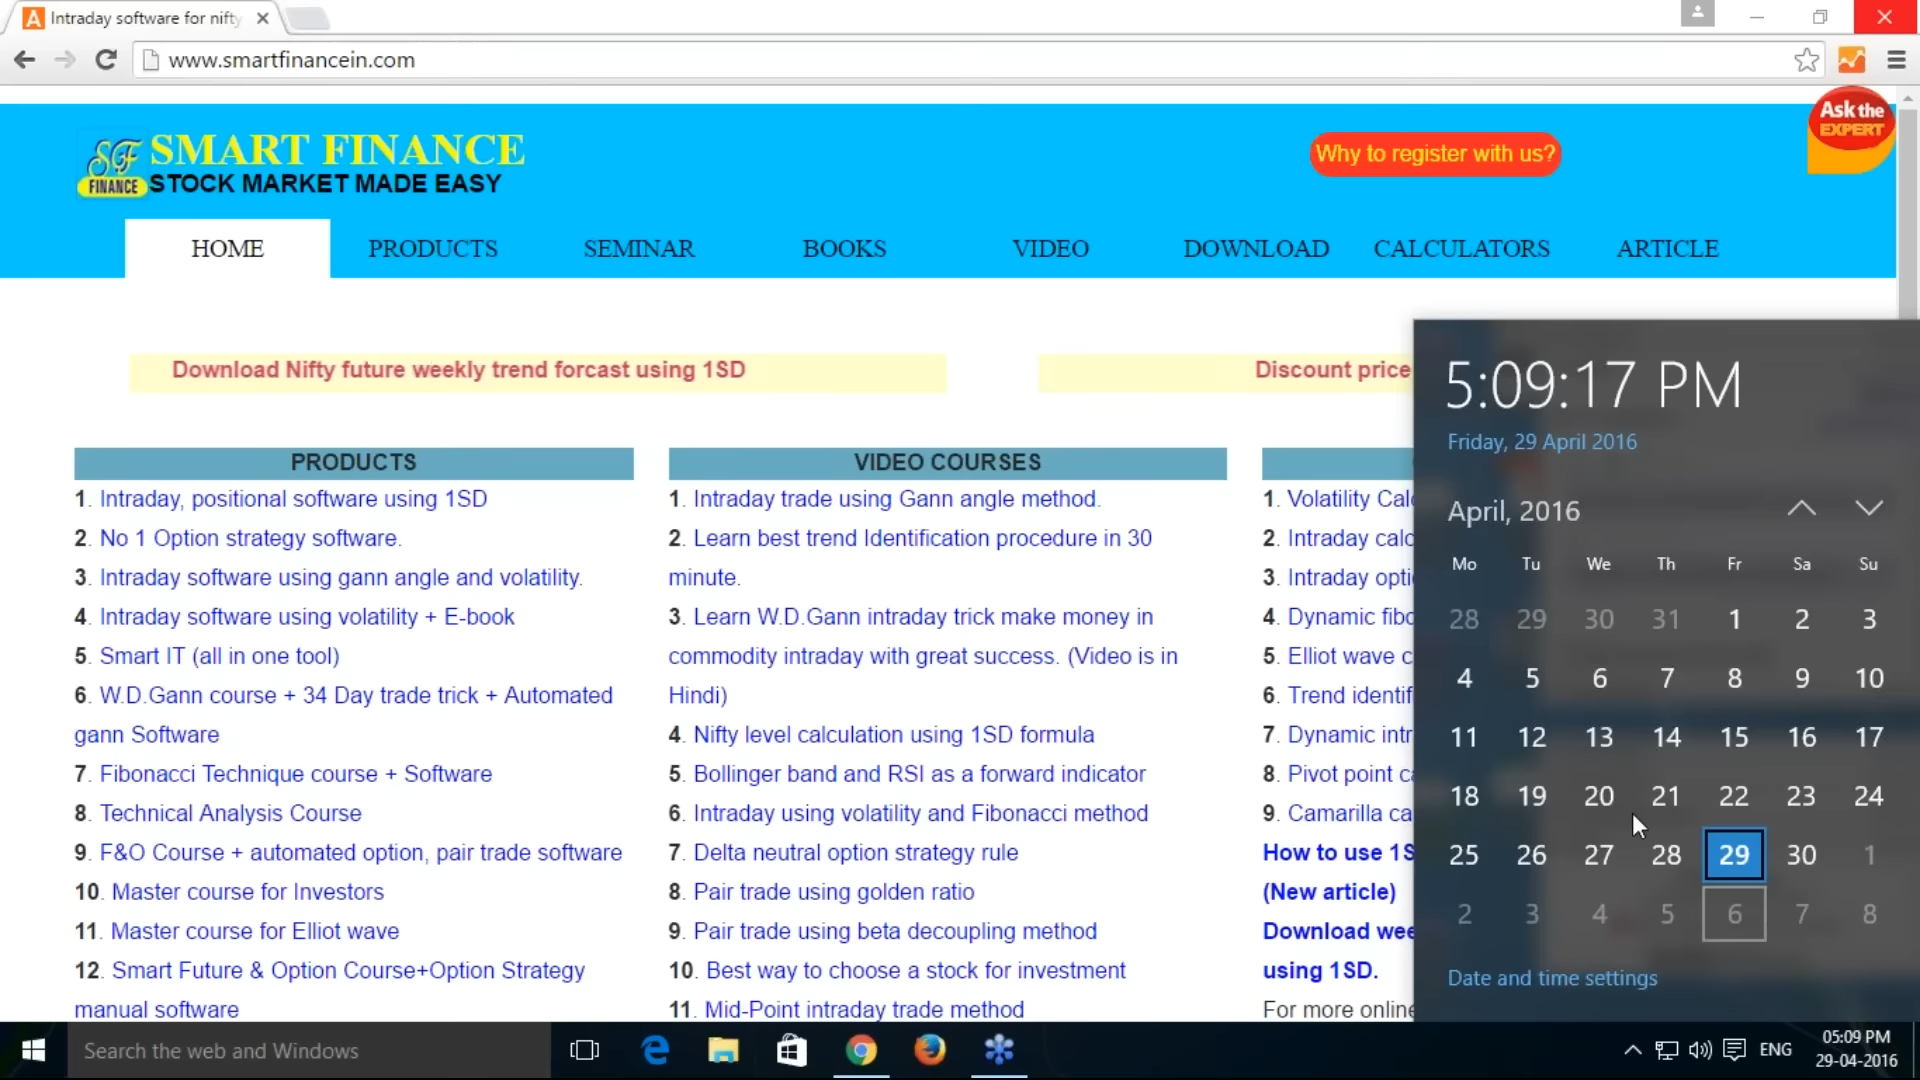 Intraday software for nifty
www.smartfinancein.com
Ask the
EXPERT
SF
FINANCE
SMART FINANCE
STOCK MARKET MADE EASY
Why to register with us?
HOME PRODUCTS SEMINAR BOOKS VIDEO DOWNLOAD CALCULATORS ARTICLE
Download Nifty future weekly trend forcast using 1SD
Discount price
PRODUCTS
1. Intraday, positional software using 1SD
2. No 1 Option strategy software.
3. Intraday software using gann angle and volatility.
4. Intraday software using volatility + E-book
5. Smart IT (all in one tool)
6. W.D.Gann course + 34 Day trade trick + Automated
gann Software
7. Fibonacci Technique course + Software
8. Technical Analysis Course
9. F&O Course + automated option, pair trade software
10. Master course for Investors
11. Master course for Elliot wave
12. Smart Future & Option Course+Option Strategy
manual software
VIDEO COURSES
1. Intraday trade using Gann angle method.
2. Learn best trend Identification procedure in 30
minute.
3. Learn W.D.Gann intraday trick make money in
commodity intraday with great success. (Video is in
Hindi)
4. Nifty level calculation using 1SD formula
5. Bollinger band and RSI as a forward indicator
6. Intraday using volatility and Fibonacci method
7. Delta neutral option strategy rule
8. Pair trade using golden ratio
9. Pair trade using beta decoupling method
10. Best way to choose a stock for investment
11. Mid-Point intraday trade method
1. Volatility Cal
2. Intraday calc
3. Intraday opti
4. Dynamic fibo
5. Elliot wave c
6. Trend identif
7. Dynamic intr
8. Pivot point c
9. Camarilla ca
How to use 1S
(New article)
Download wee
using 1SD.
For more online
5:09:17 PM
Friday, 29 April 2016
April, 2016
Mo Tu We Th Fr Sa Su
28 29 30 31 1 2 3
4 5 6 7 8 9 10
11 12 13 14 15 16 17
18 19 20 21 22 23 24
25 26 27 28 29 30 1
2 3 4 5 6 7 8
Date and time settings
Search the web and Windows
ENG
05:09 PM
29-04-2016